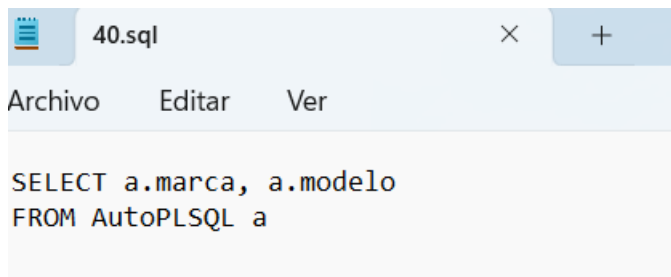 40.sql
Archivo Editar Ver
SELECT a.marca, a.modelo
FROM AutoPLSQL a